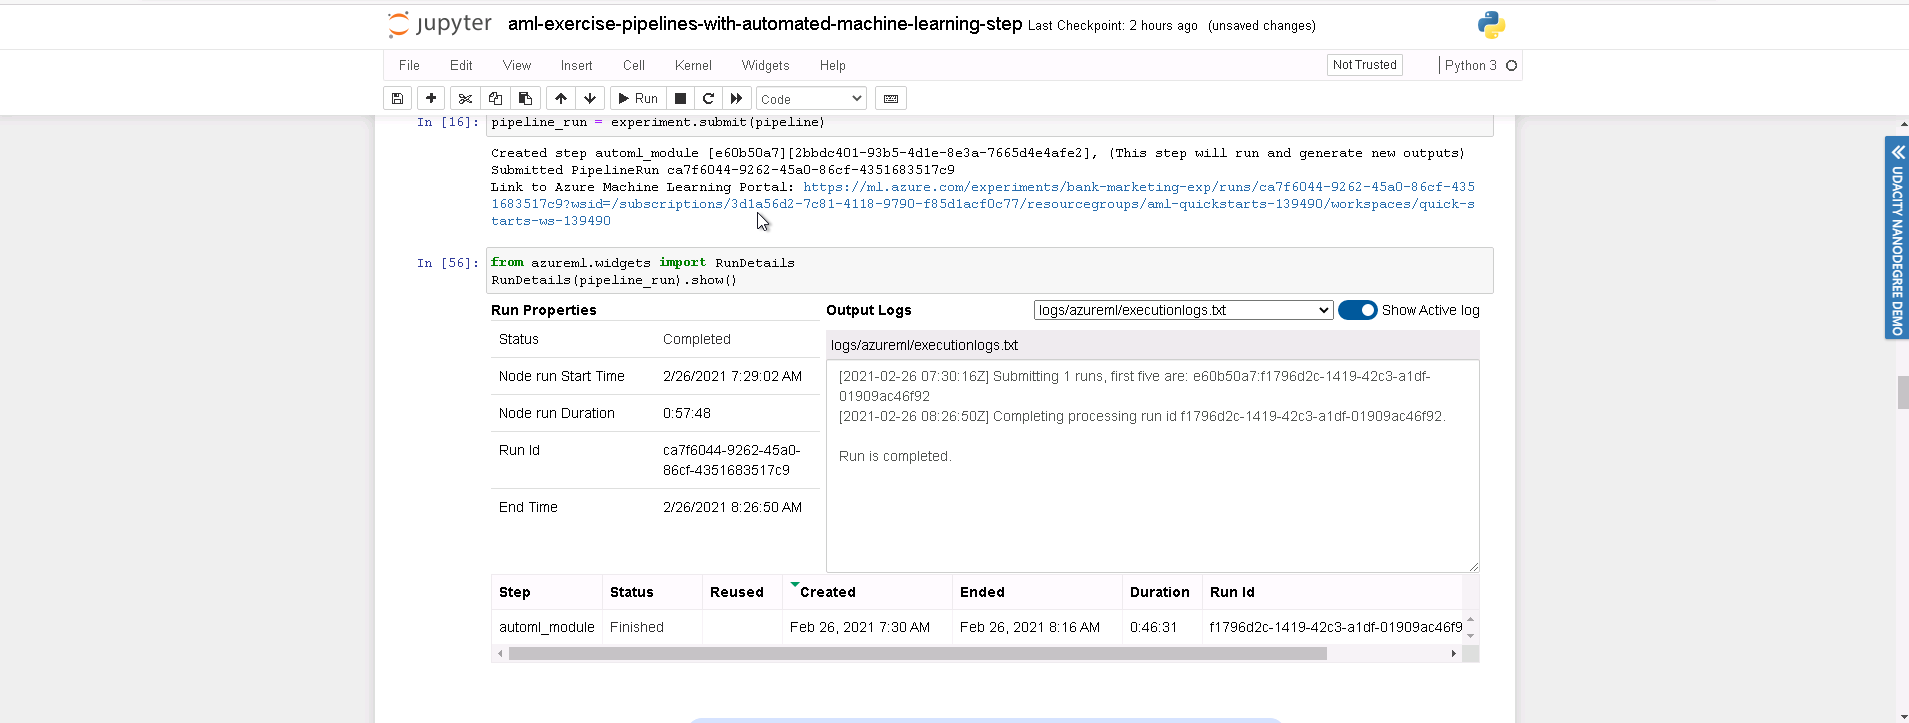 jupyter aml-exercise-pipelines-with-automated-machine-learning-step Last Checkpoint: 2 hours ago (unsaved changes)
File Edit View Insert Cell Kernel Widgets Help Not Trusted Python 3
Run Code
In [16]: pipeline_run = experiment.submit(pipeline)
Created step automl_module [e60b50a7][2bbdc401-93b5-4d1e-8e3a-7665d4e4afe2], (This step will run and generate new outputs)
Submitted PipelineRun ca7f6044-9262-45a0-86cf-4351683517c9
Link to Azure Machine Learning Portal: https://ml.azure.com/experiments/bank-marketing-exp/runs/ca7f6044-9262-45a0-86cf-435
1683517c9?wsid=/subscriptions/3d1a56d2-7c81-4118-9790-f85d1acf0c77/resourcegroups/aml-quickstarts-139490/workspaces/quick-s
tarts-ws-139490
In [56]: from azureml.widgets import RunDetails
RunDetails(pipeline_run).show()
Run Properties
Status Completed
Node run Start Time 2/26/2021 7:29:02 AM
Node run Duration 0:57:48
Run Id ca7f6044-9262-45a0-
86cf-4351683517c9
End Time 2/26/2021 8:26:50 AM
Output Logs logs/azureml/executionlogs.txt Show Active log
logs/azureml/executionlogs.txt
[2021-02-26 07:30:16Z] Submitting 1 runs, first five are: e60b50a7:f1796d2c-1419-42c3-a1df-
01909ac46f92
[2021-02-26 08:26:50Z] Completing processing run id f1796d2c-1419-42c3-a1df-01909ac46f92.
Run is completed.
Step Status Reused Created Ended Duration Run Id
automl_module Finished Feb 26, 2021 7:30 AM Feb 26, 2021 8:16 AM 0:46:31 f1796d2c-1419-42c3-a1df-01909ac46f9
UDACITY NANODEGREE DEMO